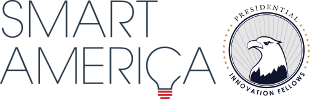 SMART
AMERICA
PRESIDENTIAL
INNOVATION FELLOWS